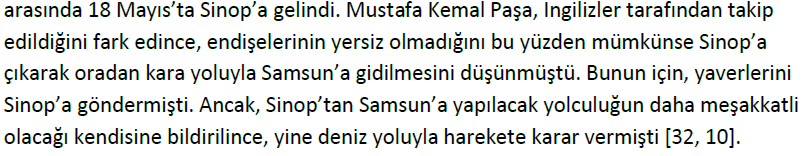 arasında 18 Mayıs’ta Sinop’a gelindi. Mustafa Kemal Paşa, Ingilizler tarafından takip
edildiğini fark edince, endişelerinin yersiz olmadığını bu yüzden mümkünse Sinop’a
çıkarak oradan kara yoluyla Samsun’a gidilmesini düşünmüştü. Bunun için, yaverlerini
Sinop’a göndermişti. Ancak, Sinop’tan Samsun’a yapılacak yolculuğun daha meşakkatli
olacağı kendisine bildirilince, yine deniz yoluyla harekete karar vermişti [32, 10].